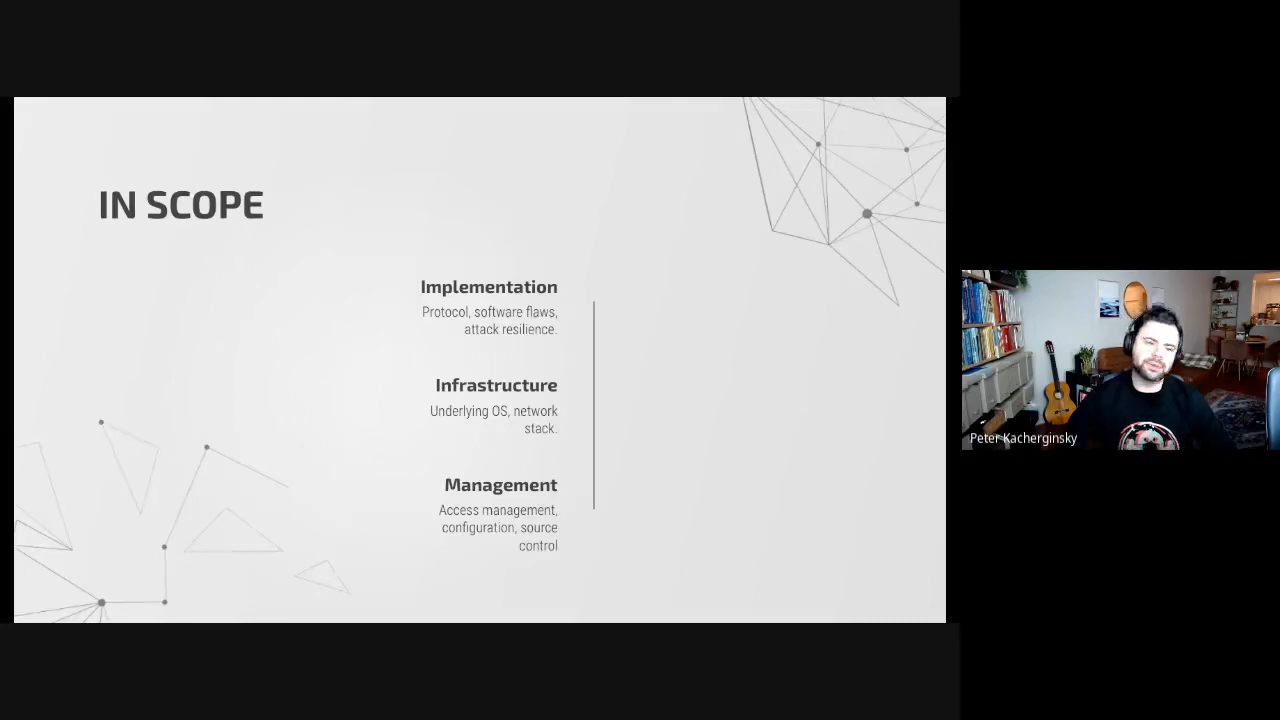 IN SCOPE
Implementation
Protocol, software flaws,
attack resilience.
Infrastructure
Underlying OS, network
stack.
Management
Access management,
configuration, source
control
Peter Kacherginsky